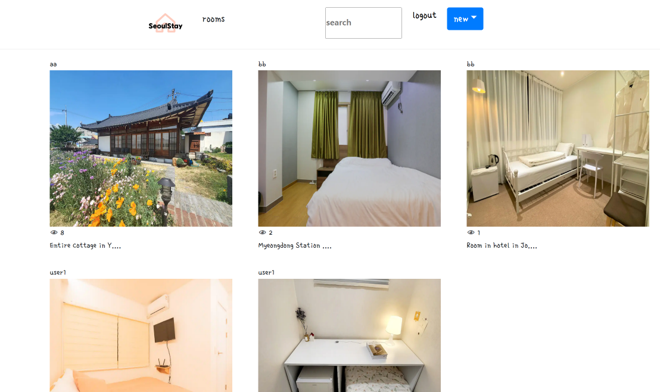 SeoulStay
rooms
search
logout
new
aa
bb
bb
8
2
1
Entire Cottage in Y....
Myeongdong Station ....
Room in hotel in Jo....
user1
user1